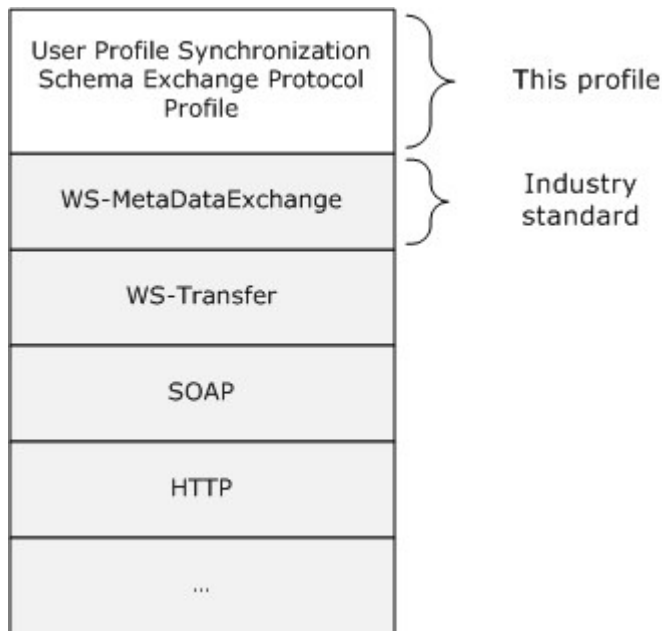 User Profile Synchronization
Schema Exchange Protocol
Profile
This profile
WS-MetaDataExchange
Industry
standard
WS-Transfer
SOAP
HTTP
...